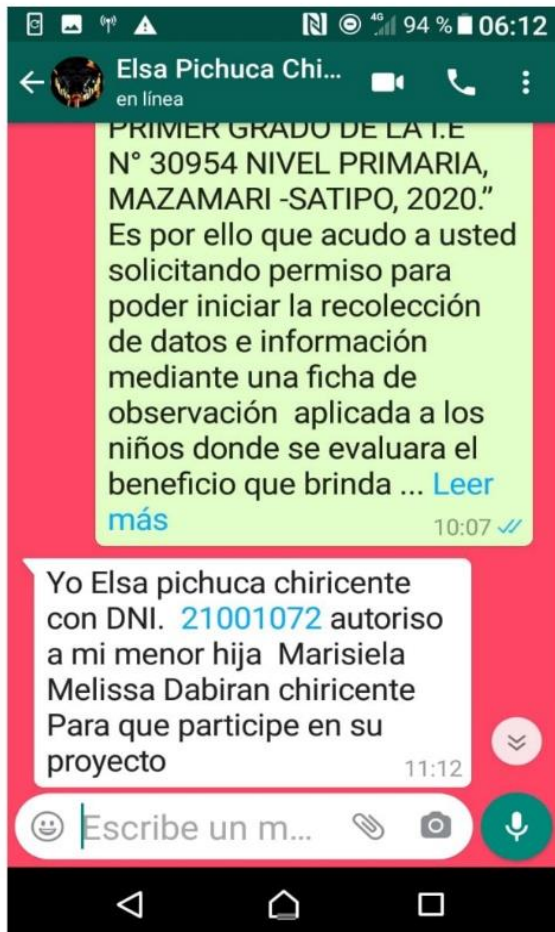 4G 94 % 06:12
Elsa Pichuca Chi...
en línea
PRIMER GRADO DE LA I.E
N° 30954 NIVEL PRIMARIA,
MAZAMARI -SATIPO, 2020.”
Es por ello que acudo a usted
solicitando permiso para
poder iniciar la recolección
de datos e información
mediante una ficha de
observación aplicada a los
niños donde se evaluara el
beneficio que brinda ... Leer
más 10:07
Yo Elsa pichuca chiricente
con DNI. 21001072 autoriso
a mi menor hija Marisiela
Melissa Dabiran chiricente
Para que participe en su
proyecto 11:12
Escribe un m...